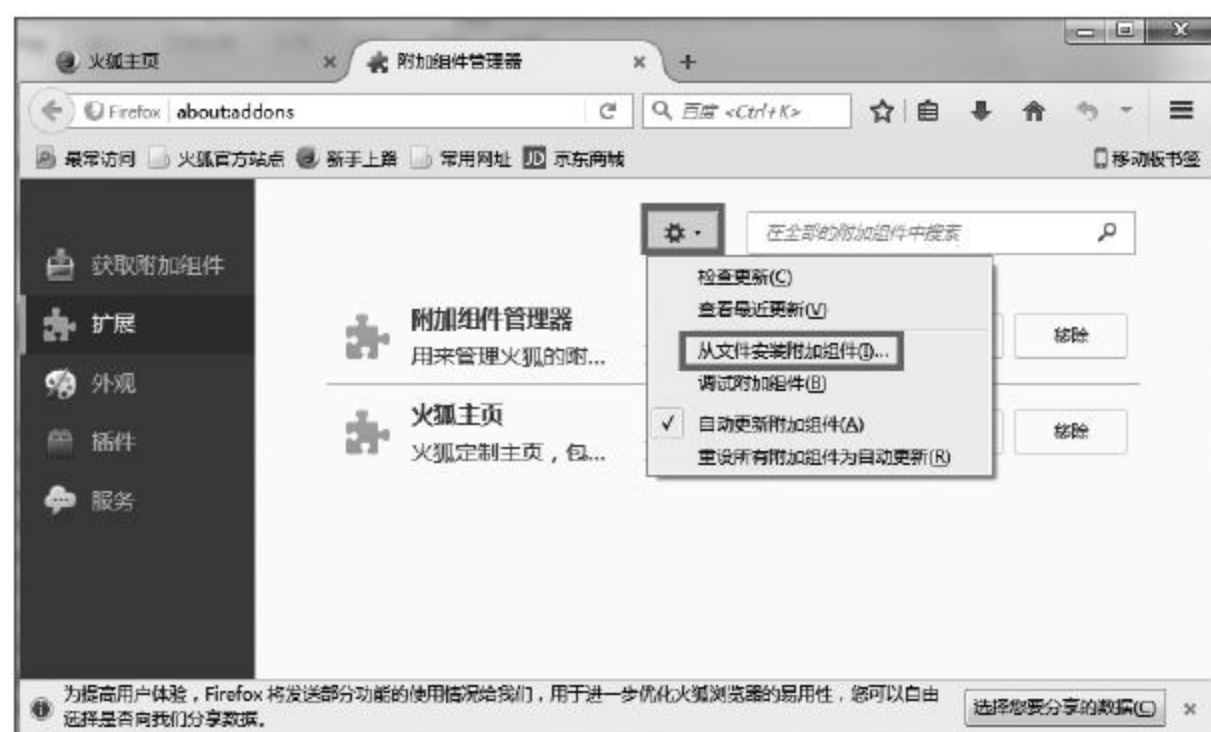 火狐主页 × 附加组件管理器 × +
Firefox about:addons 百度 <Ctrl+K>
最常访问 火狐官方站点 新手上路 常用网址 JD 京东商城 移动版书签
在全部的附加组件中搜索
获取附加组件
扩展
外观
插件
服务
检查更新(C)
查看最近更新(V)
从文件安装附加组件(I)...
调试附加组件(B)
自动更新附加组件(A)
重设所有附加组件为自动更新(R)
附加组件管理器
用来管理火狐的附...
移除
火狐主页
火狐定制主页，包...
移除
为提高用户体验，Firefox 将发送部分功能的使用情况给我们，用于进一步优化火狐浏览器的易用性，您可以自由
选择是否向我们分享数据。
选择您要分享的数据(C) ×